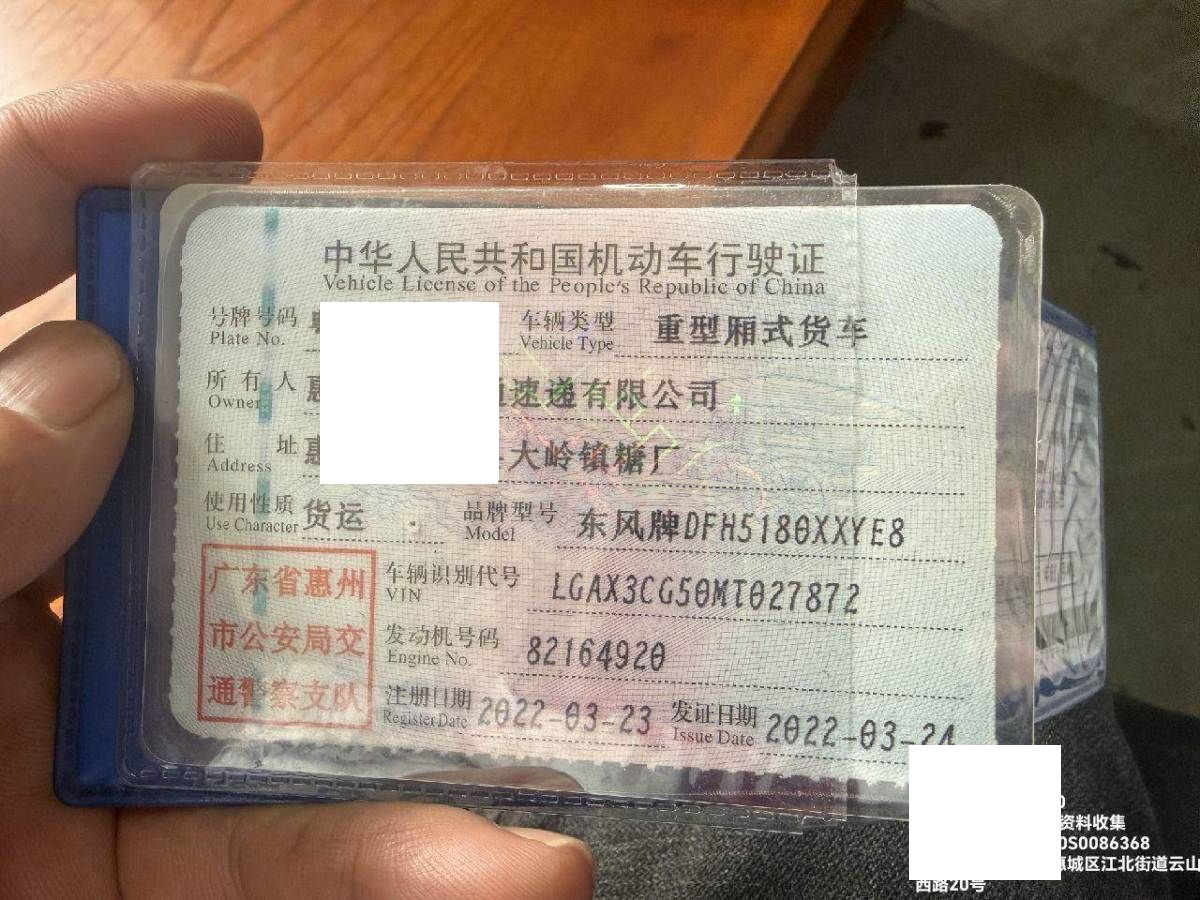 中华人民共和国机动车行驶证
Vehicle License of the People's Republic of China
号牌号码 车辆类型 重型厢式货车
Plate No. Vehicle Type
所有人 惠 速递有限公司
Owner
住址 惠 大岭镇糖厂
Address
使用性质 货运 品牌型号 东风牌DFH5180XXYE8
Use Character Model
广东省惠州
市公安局交
通警察支队
车辆识别代号 LGAX3CG50MT027872
VIN
发动机号码 82164920
Engine No.
注册日期 2022-03-23 发证日期 2022-03-24
Register Date Issue Date
资料收集
0S0086368
惠城区江北街道云山
西路20号